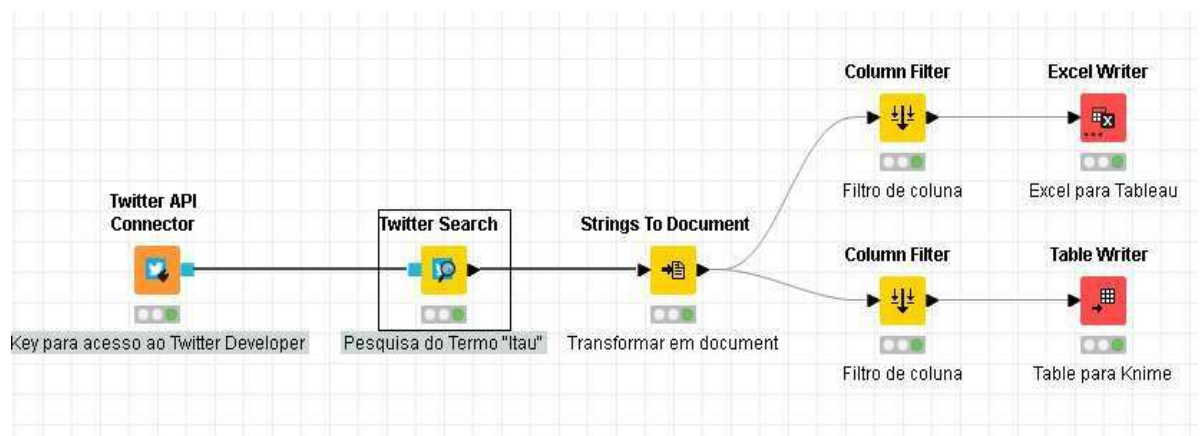 Column Filter
Excel Writer
Filtro de coluna
Excel para Tableau
Twitter API
Connector
Twitter Search
Strings To Document
Key para acesso ao Twitter Developer
Pesquisa do Termo "Itau"
Transformar em document
Column Filter
Table Writer
Filtro de coluna
Table para Knime